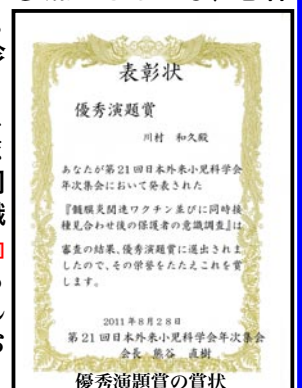 表彰状
優秀演題賞
川村 和久殿
あなたが第21回日本外来小児科学会
年次集会において発表された
『髄膜炎関連ワクチン並びに同時接
種見合わせ後の保護者の意識調査』は
審査の結果、優秀演題賞に選出されま
したので、その栄誉をたたえこれを賞
します。
2011年8月28日
第21回日本外来小児科学会年次集会
会長 熊谷 直樹
優秀演題賞の賞状